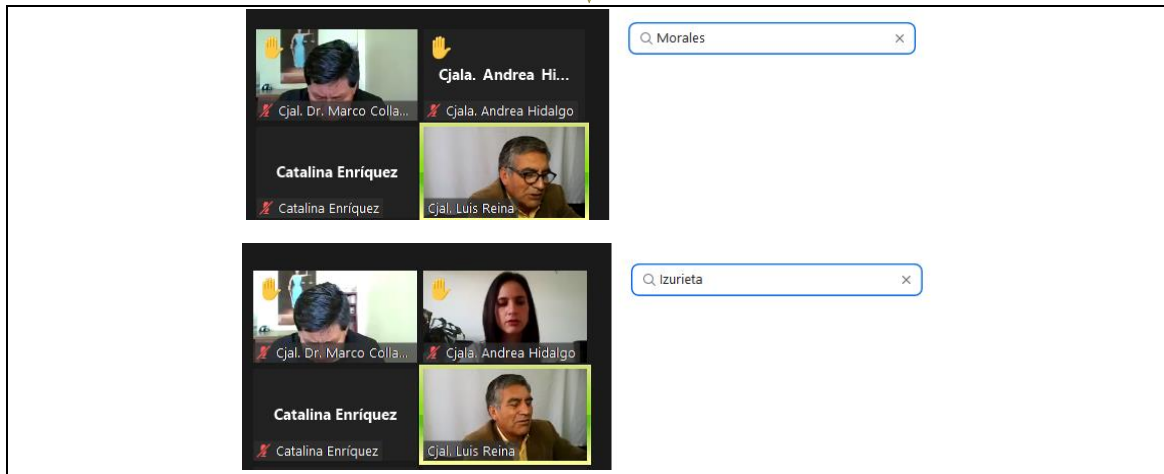 Morales
Cjala. Andrea Hi...
Cjal. Dr. Marco Colla...
Cjala. Andrea Hidalgo
Catalina Enríquez
Catalina Enríquez
Cjal. Luis Reina
Izurieta
Cjal. Dr. Marco Colla...
Cjala. Andrea Hidalgo
Catalina Enríquez
Catalina Enríquez
Cjal. Luis Reina